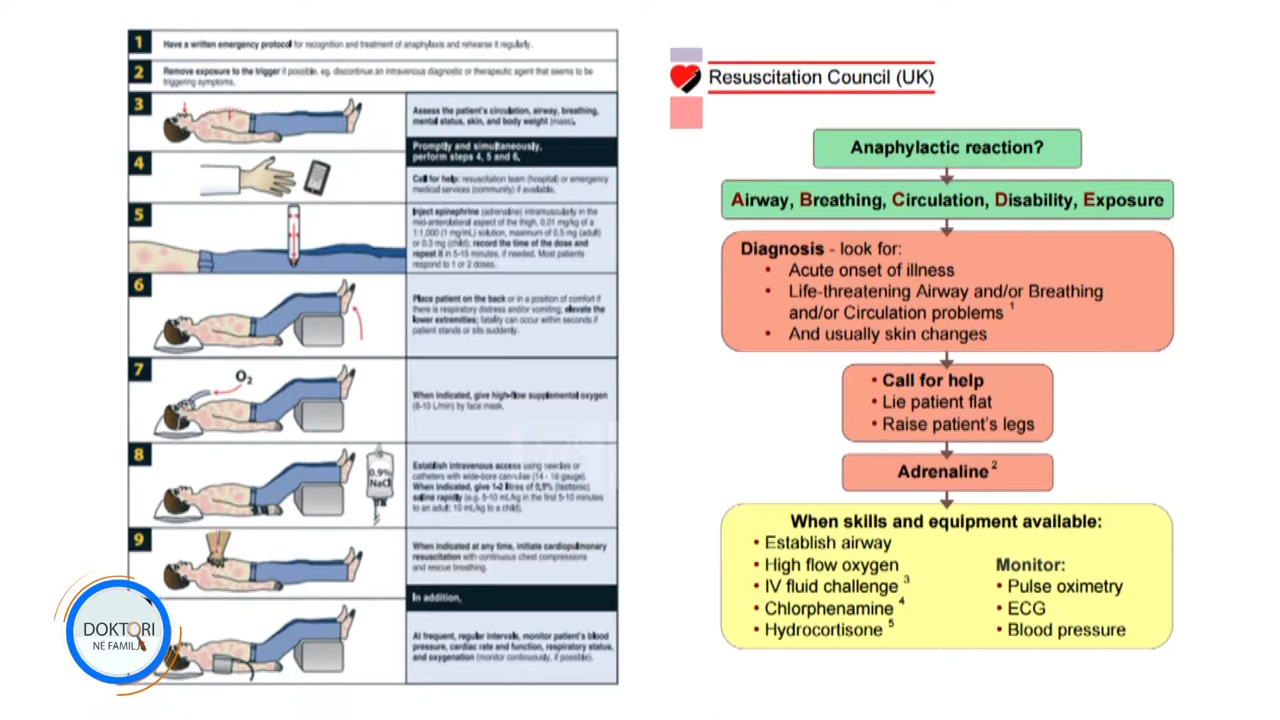 1
Have a written emergency protocol for recognition and treatment of anaphylaxis and rehearse it regularly.
2
Remove exposure to the trigger if possible, eg. discontinue an intravenous diagnostic or therapeutic agent that seems to be
triggering symptoms.
3
Assess the patient's circulation, airway, breathing,
mental status, skin, and body weight (mass).
Promptly and simultaneously,
perform steps 4, 5 and 6.
4
Call for help: resuscitation team (hospital) or emergency
medical services (community) if available.
5
Inject epinephrine (adrenaline) intramuscularly in the
mid-anterolateral aspect of the thigh, 0.01 mg/kg of a
1:1,000 (1 mg/mL) solution, maximum of 0.5 mg (adult)
or 0.3 mg (child); record the time of the dose and
repeat it in 5-15 minutes, if needed. Most patients
respond to 1 or 2 doses.
6
Place patient on the back or in a position of comfort if
there is respiratory distress and/or vomiting; elevate the
lower extremities; fatality can occur within seconds if
patient stands or sits suddenly.
7
O2
When indicated, give high-flow supplemental oxygen
(6-10 L/min) by face mask.
8
0.9%
NaCl
Establish intravenous access using needles or
catheters with wide-bore cannulae (14 - 16 gauge).
When indicated, give 1-2 litres of 0.9% (isotonic)
saline rapidly (e.g. 5-10 mL/kg in the first 5-10 minutes
to an adult; 10 mL/kg to a child).
9
When indicated at any time, initiate cardiopulmonary
resuscitation with continuous chest compressions
and rescue breathing.
In addition,
At frequent, regular intervals, monitor patient's blood
pressure, cardiac rate and function, respiratory status,
and oxygenation (monitor continuously, if possible).
DOKTORI
NE FAMILJ
Resuscitation Council (UK)
Anaphylactic reaction?
Airway, Breathing, Circulation, Disability, Exposure
Diagnosis - look for:
• Acute onset of illness
• Life-threatening Airway and/or Breathing
and/or Circulation problems 1
• And usually skin changes
• Call for help
• Lie patient flat
• Raise patient's legs
Adrenaline 2
When skills and equipment available:
• Establish airway
• High flow oxygen
• IV fluid challenge 3
• Chlorphenamine 4
• Hydrocortisone 5
Monitor:
• Pulse oximetry
• ECG
• Blood pressure